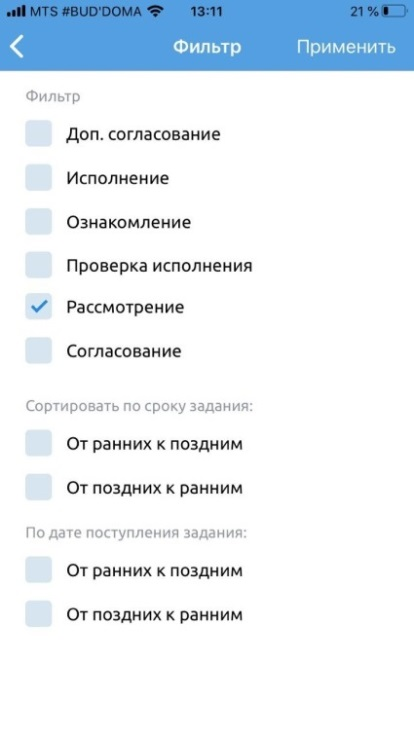 MTS #BUD'DOMA 13:11 21 %
Фильтр Применить
Фильтр
Доп. согласование
Исполнение
Ознакомление
Проверка исполнения
Рассмотрение
Согласование
Сортировать по сроку задания:
От ранних к поздним
От поздних к ранним
По дате поступления задания:
От ранних к поздним
От поздних к ранним